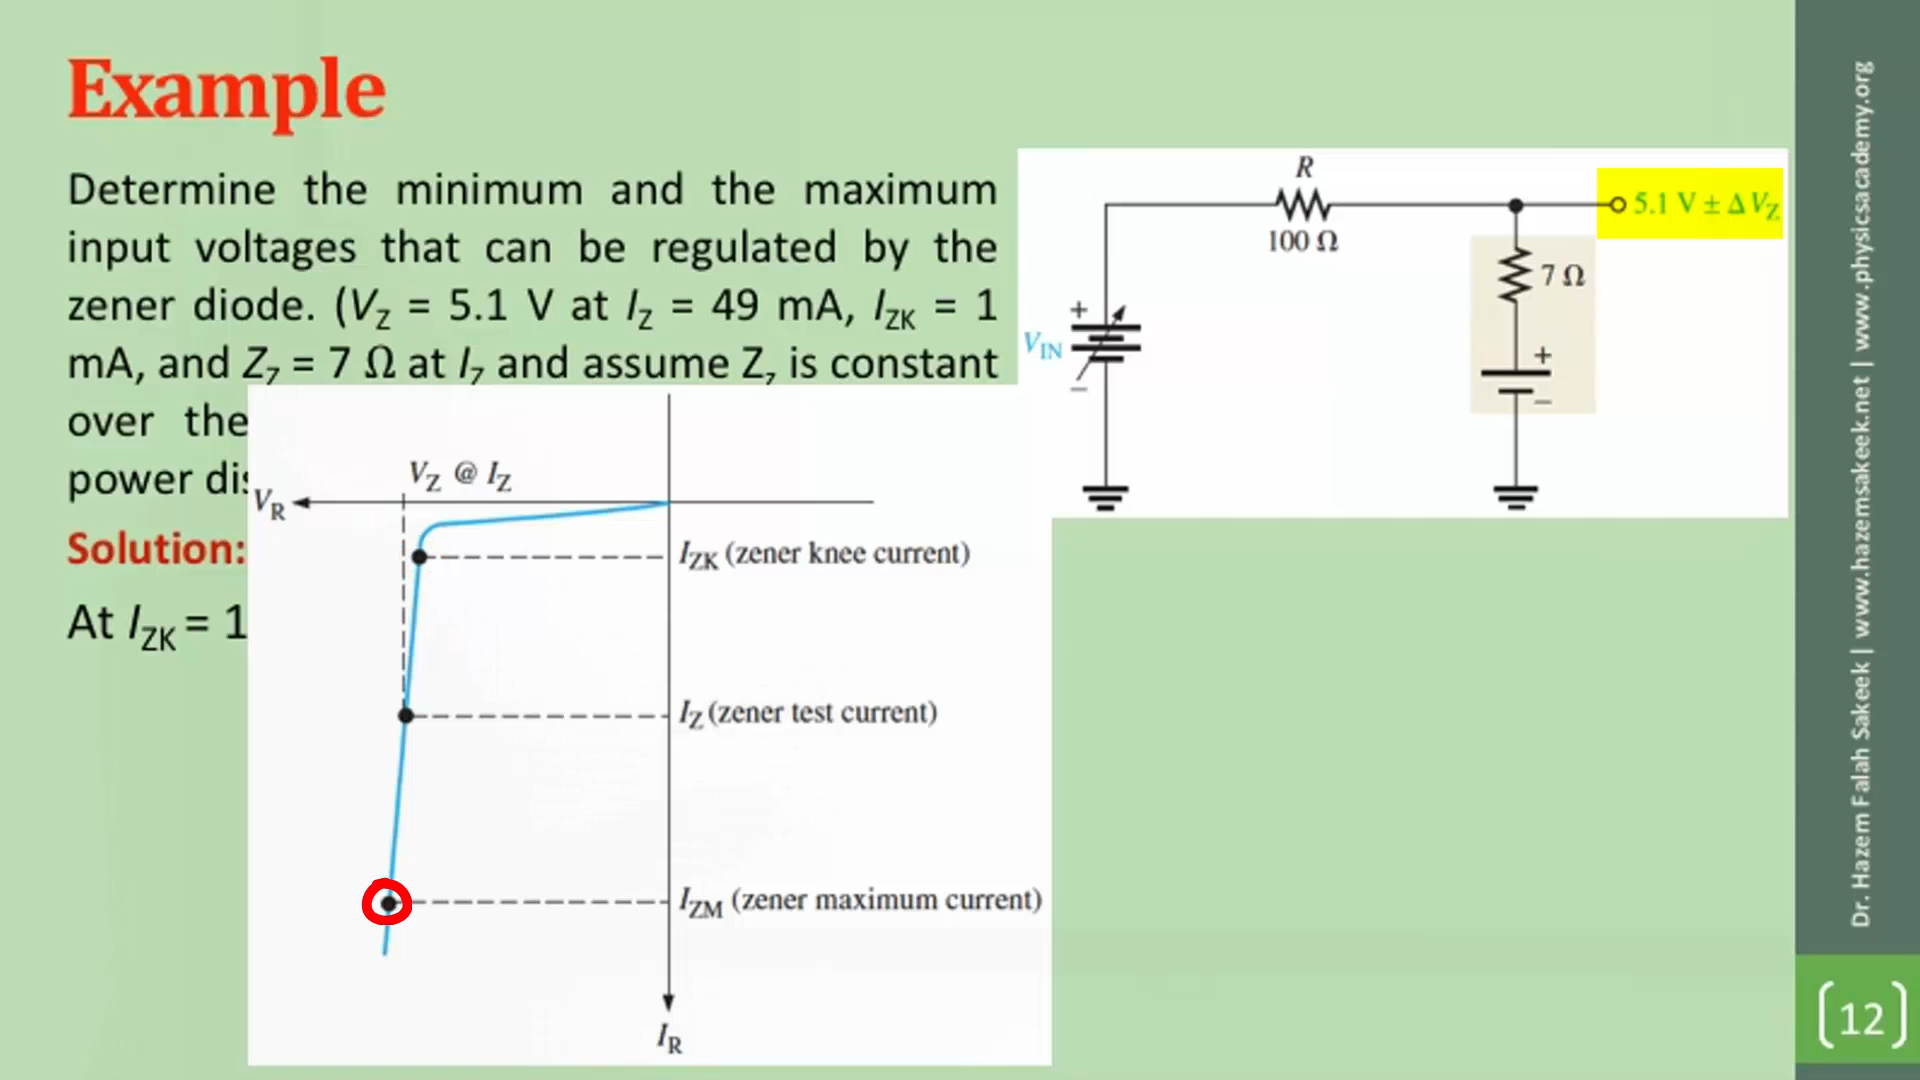 Example
Determine the minimum and the maximum
input voltages that can be regulated by the
zener diode. (VZ = 5.1 V at IZ = 49 mA, IZK = 1
mA, and ZZ = 7 Ω at IZ and assume ZZ is constant
over the
power dis
Solution:
At IZK = 1
R
100 Ω
5.1 V ± ΔVZ
7 Ω
+
+
VIN
−
−
VZ @ IZ
VR
IZK (zener knee current)
IZ (zener test current)
IZM (zener maximum current)
IR
Dr. Hazem Falah Sakeek | www.hazemsakeek.net | www.physicsacademy.org
12